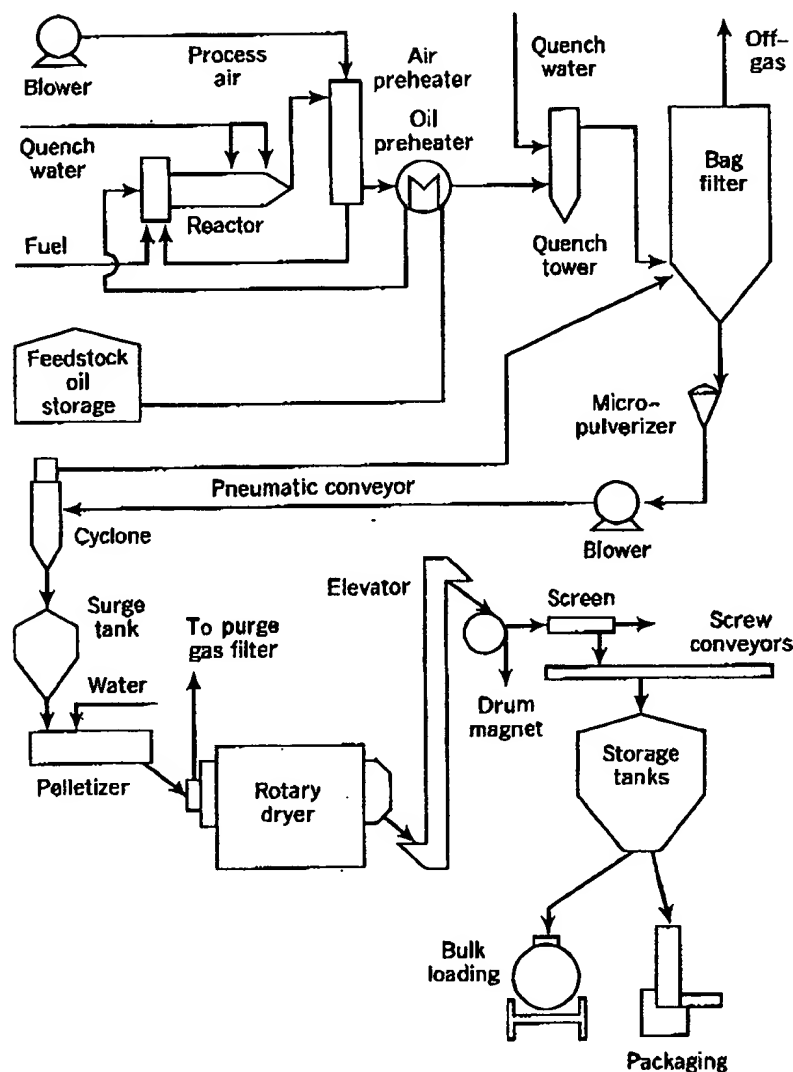 Blower
Process
air
Air
preheater
Oil
preheater
Quench
water
Off-
gas
Quench
water
Reactor
Fuel
Quench
tower
Bag
filter
Feedstock
oil
storage
Micro-
pulverizer
Pneumatic conveyor
Cyclone
Blower
Surge
tank
To purge
gas filter
Water
Pelletizer
Rotary
dryer
Elevator
Screen
Screw
conveyors
Drum
magnet
Storage
tanks
Bulk
loading
Packaging